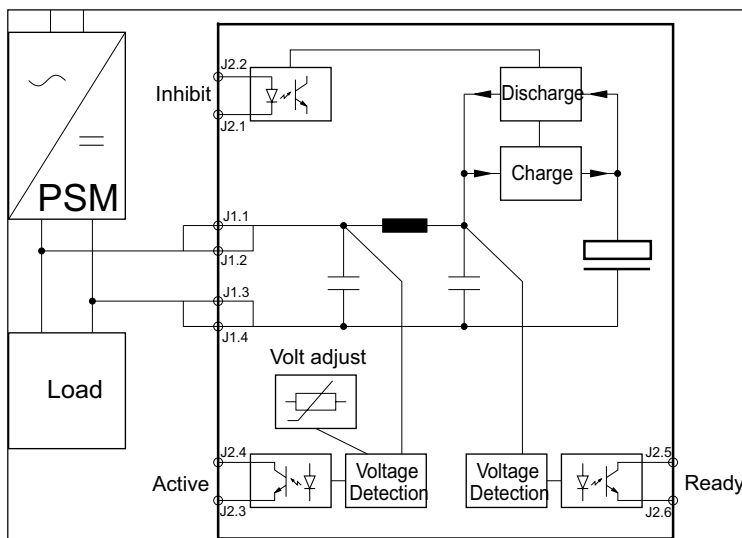 J2.2
Inhibit
J2.1
Discharge
Charge
PSM
J1.1
J1.2
J1.3
J1.4
Load
Volt adjust
J2.4
Active
J2.3
Voltage
Detection
Voltage
Detection
J2.5
Ready
J2.6